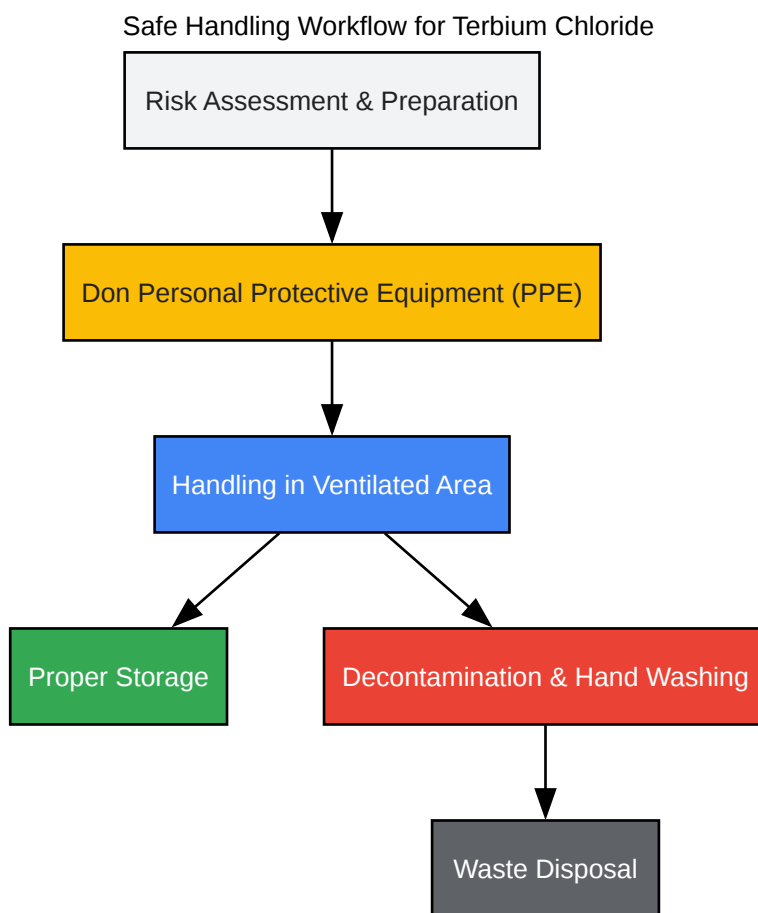 Safe Handling Workflow for Terbium Chloride
Risk Assessment & Preparation
Don Personal Protective Equipment (PPE)
Handling in Ventilated Area
Proper Storage
Decontamination & Hand Washing
Waste Disposal